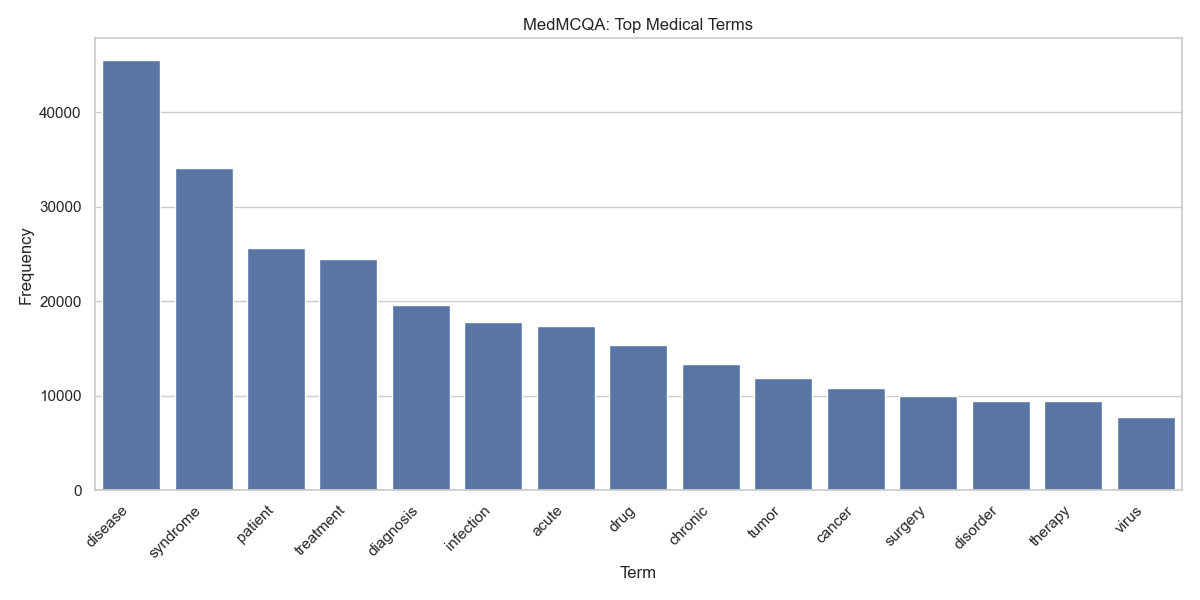 MedMCQA: Top Medical Terms
Frequency
40000
30000
20000
10000
0
disease
syndrome
patient
treatment
diagnosis
infection
acute
drug
chronic
tumor
cancer
surgery
disorder
therapy
virus
Term